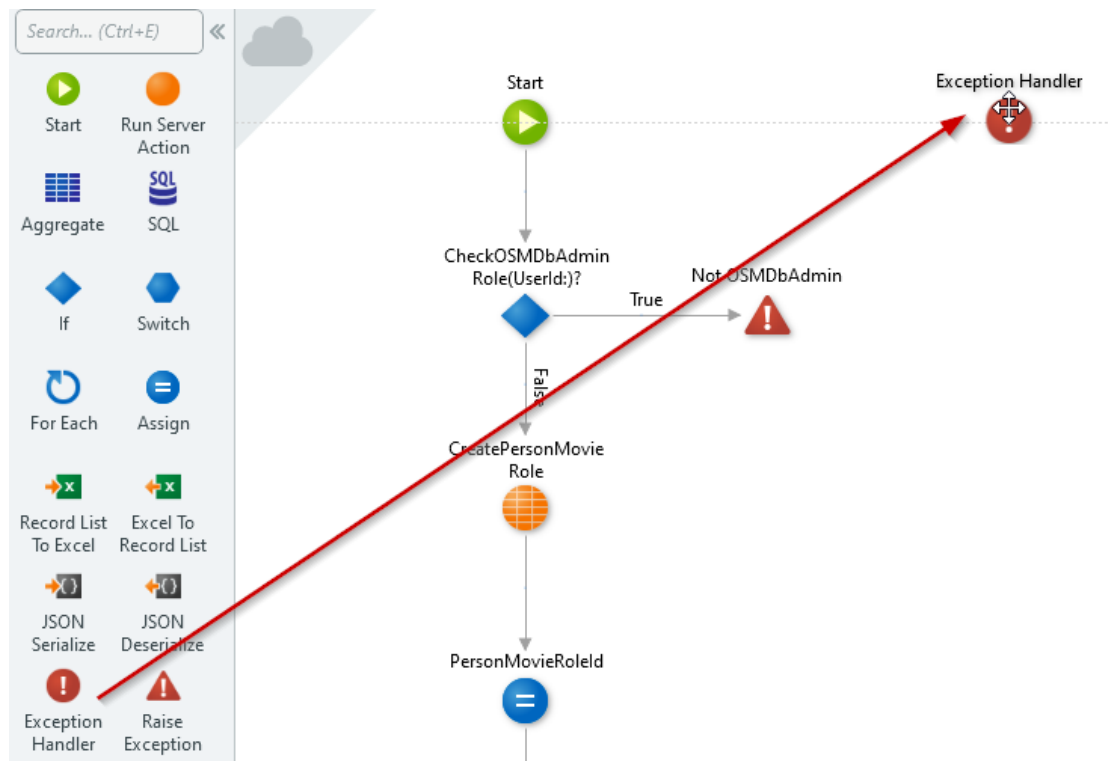 Search... (Ctrl+E)
Start
Run Server
Action
Aggregate
SQL
SQL
If
Switch
For Each
Assign
Record List
To Excel
Excel To
Record List
JSON
Serialize
JSON
Deserialize
Exception
Handler
Raise
Exception
Start
Exception Handler
CheckOSMDbAdmin
Role(UserId:)?
Not OSMDbAdmin
True
False
CreatePersonMovie
Role
PersonMovieRoleId